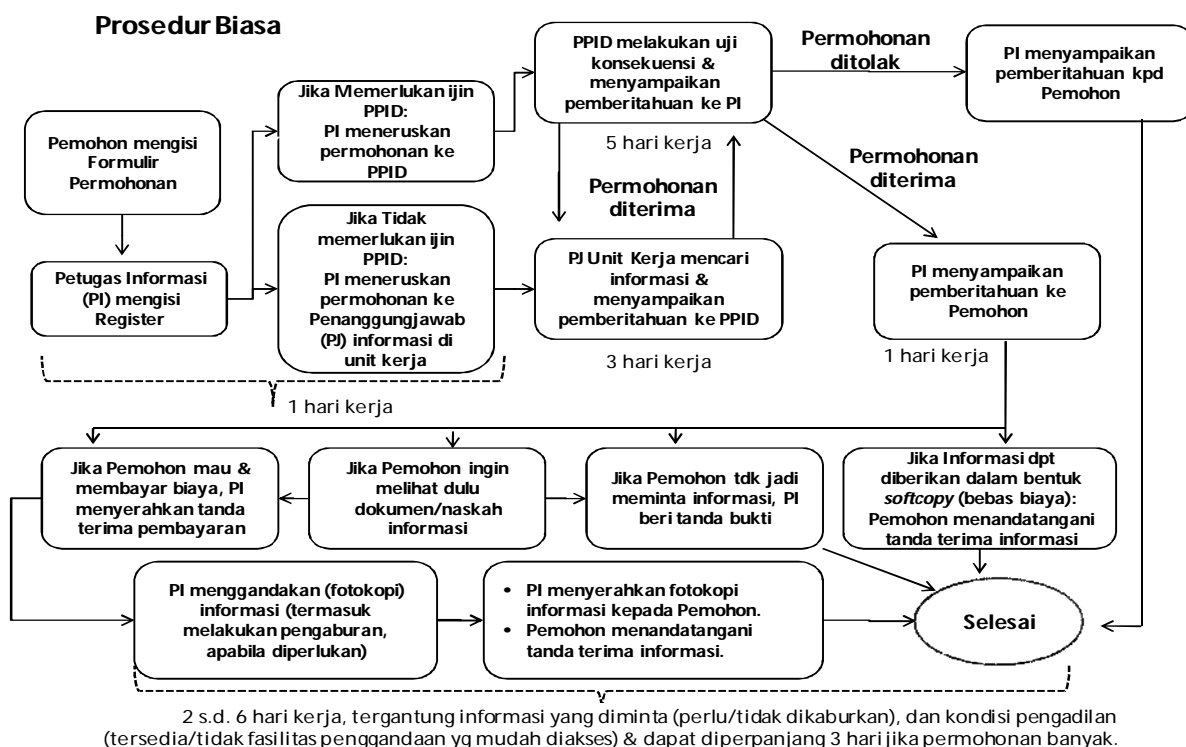 Prosedur Biasa
Pemohon mengisi
Formulir
Permohonan
Petugas Informasi
(PI) mengisi
Register
Jika Memerlukan ijin
PPID:
PI meneruskan
permohonan ke
PPID
Jika Tidak
memerlukan ijin
PPID:
PI meneruskan
permohonan ke
Penanggungjawab
(PJ) informasi di
unit kerja
1 hari kerja
PPID melakukan uji
konsekuensi &
menyampaikan
pemberitahuan ke PI
5 hari kerja
Permohonan
diterima
PJ Unit Kerja mencari
informasi &
menyampaikan
pemberitahuan ke PPID
3 hari kerja
Permohonan
ditolak
PI menyampaikan
pemberitahuan kpd
Pemohon
Permohonan
diterima
PI menyampaikan
pemberitahuan ke
Pemohon
1 hari kerja
Jika Pemohon mau &
membayar biaya, PI
menyerahkan tanda
terima pembayaran
Jika Pemohon ingin
melihat dulu
dokumen/naskah
informasi
Jika Pemohon tdk jadi
meminta informasi, PI
beri tanda bukti
Jika Informasi dpt
diberikan dalam bentuk
softcopy (bebas biaya):
Pemohon menandatangani
tanda terima informasi
PI menggandakan (fotokopi)
informasi (termasuk
melakukan pengaburan,
apabila diperlukan)
• PI menyerahkan fotokopi
informasi kepada Pemohon.
• Pemohon menandatangani
tanda terima informasi.
Selesai
2 s.d. 6 hari kerja, tergantung informasi yang diminta (perlu/tidak dikaburkan), dan kondisi pengadilan
(tersedia/tidak fasilitas penggandaan yg mudah diakses) & dapat diperpanjang 3 hari jika permohonan banyak.